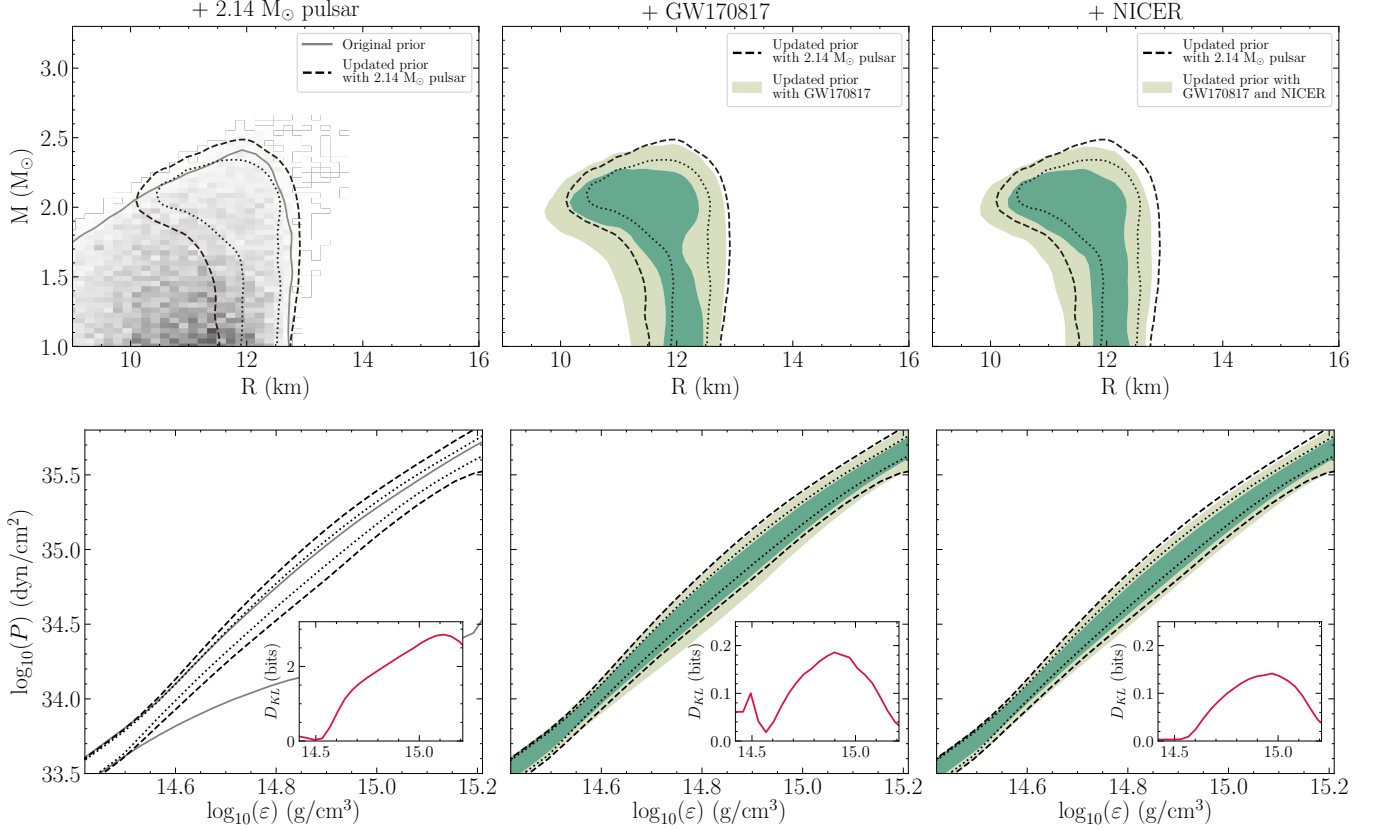 + 2.14 M⊙ pulsar
+ GW170817
+ NICER
Original prior
Updated prior
with 2.14 M⊙ pulsar
Updated prior
with 2.14 M⊙ pulsar
Updated prior
with GW170817
Updated prior
with 2.14 M⊙ pulsar
Updated prior with
GW170817 and NICER
M (M⊙)
3.0
2.5
2.0
1.5
1.0
10 12 14 16
10 12 14 16
10 12 14 16
R (km)
R (km)
R (km)
log₁₀(P) (dyn/cm²)
35.5
35.0
34.5
34.0
33.5
D_KL (bits)
2
0
14.5 15.0
D_KL (bits)
0.2
0.1
0.0
14.5 15.0
D_KL (bits)
0.2
0.1
0.0
14.5 15.0
14.6 14.8 15.0 15.2
14.6 14.8 15.0 15.2
14.6 14.8 15.0 15.2
log₁₀(ε) (g/cm³)
log₁₀(ε) (g/cm³)
log₁₀(ε) (g/cm³)